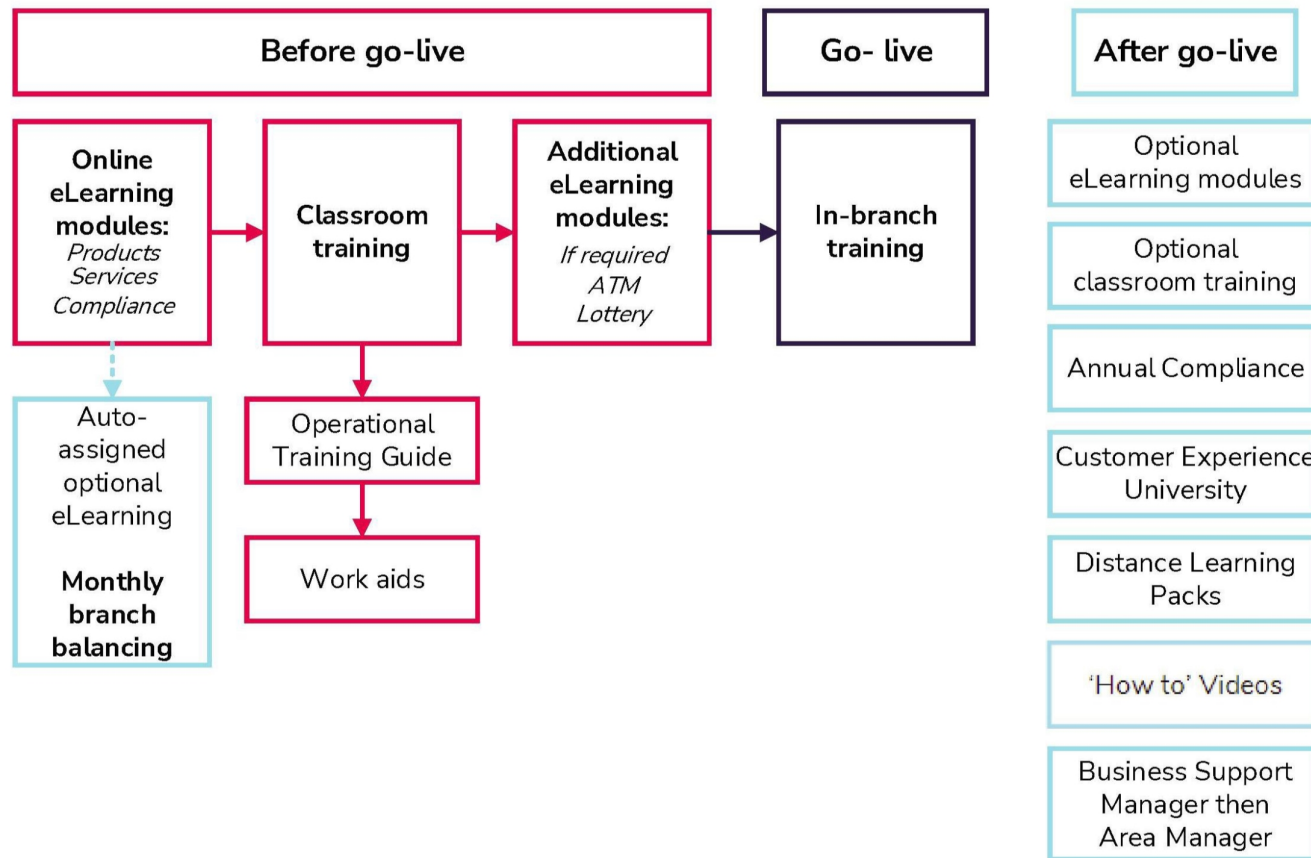 Before go-live
Go- live
After go-live
Online
eLearning
modules:
Products
Services
Compliance
Classroom
training
Additional
eLearning
modules:
If required
ATM
Lottery
In-branch
training
Auto-
assigned
optional
eLearning
Monthly
branch
balancing
Operational
Training Guide
Work aids
Optional
eLearning modules
Optional
classroom training
Annual Compliance
Customer Experience
University
Distance Learning
Packs
‘How to’ Videos
Business Support
Manager then
Area Manager